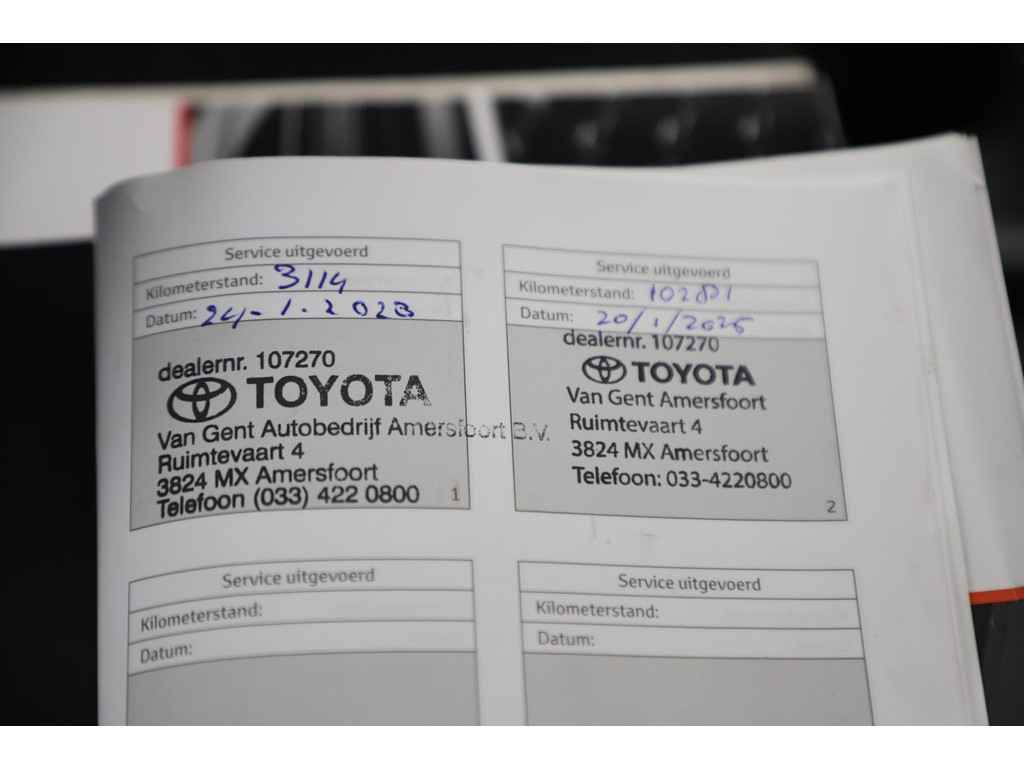 Service uitgevoerd
Kilometerstand: 3114
Datum: 24-1.2023
dealernr. 107270
TOYOTA
Van Gent Autobedrijf Amersfoort B.V.
Ruimtevaart 4
3824 MX Amersfoort
Telefoon (033) 422 0800
1
Service uitgevoerd
Kilometerstand: 10281
Datum: 20/1/2025
dealernr. 107270
TOYOTA
Van Gent Amersfoort
Ruimtevaart 4
3824 MX Amersfoort
Telefoon: 033-4220800
2
Service uitgevoerd
Kilometerstand:
Datum:
Service uitgevoerd
Kilometerstand:
Datum: